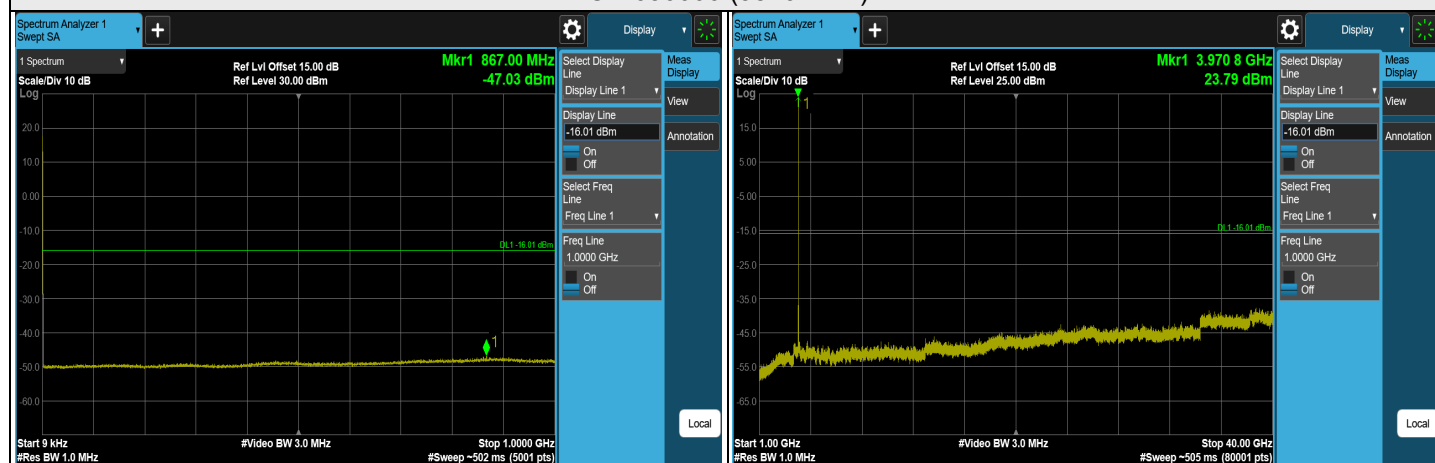 Spectrum Analyzer 1
Swept SA
+
Display
1 Spectrum
Scale/Div 10 dB
Log
Ref Lvl Offset 15.00 dB
Ref Level 30.00 dBm
Mkr1 867.00 MHz
-47.03 dBm
20.0
10.0
0.00
-10.0
-20.0
-30.0
-40.0
-50.0
-60.0
DL1 -16.01 dBm
1
Start 9 kHz
#Res BW 1.0 MHz
#Video BW 3.0 MHz
Stop 1.0000 GHz
#Sweep ~502 ms (5001 pts)
Select Display
Line
Display Line 1
Display Line
-16.01 dBm
On
Off
Select Freq
Line
Freq Line 1
Freq Line
1.0000 GHz
On
Off
Meas
Display
View
Annotation
Local
Spectrum Analyzer 1
Swept SA
+
Display
1 Spectrum
Scale/Div 10 dB
Log
Ref Lvl Offset 15.00 dB
Ref Level 25.00 dBm
Mkr1 3.970 8 GHz
23.79 dBm
1
15.0
5.00
-5.00
-15.0
-25.0
-35.0
-45.0
-55.0
-65.0
DL1 -16.01 dBm
Start 1.00 GHz
#Res BW 1.0 MHz
#Video BW 3.0 MHz
Stop 40.00 GHz
#Sweep ~505 ms (80001 pts)
Select Display
Line
Display Line 1
Display Line
-16.01 dBm
On
Off
Select Freq
Line
Freq Line 1
Freq Line
1.0000 GHz
On
Off
Meas
Display
View
Annotation
Local